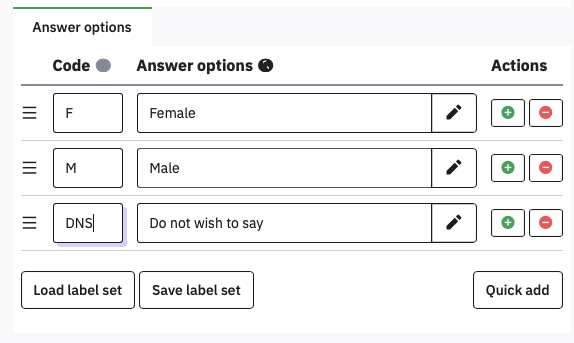 Answer options
Code Answer options Actions
F Female
M Male
DNS Do not wish to say
Load label set Save label set Quick add